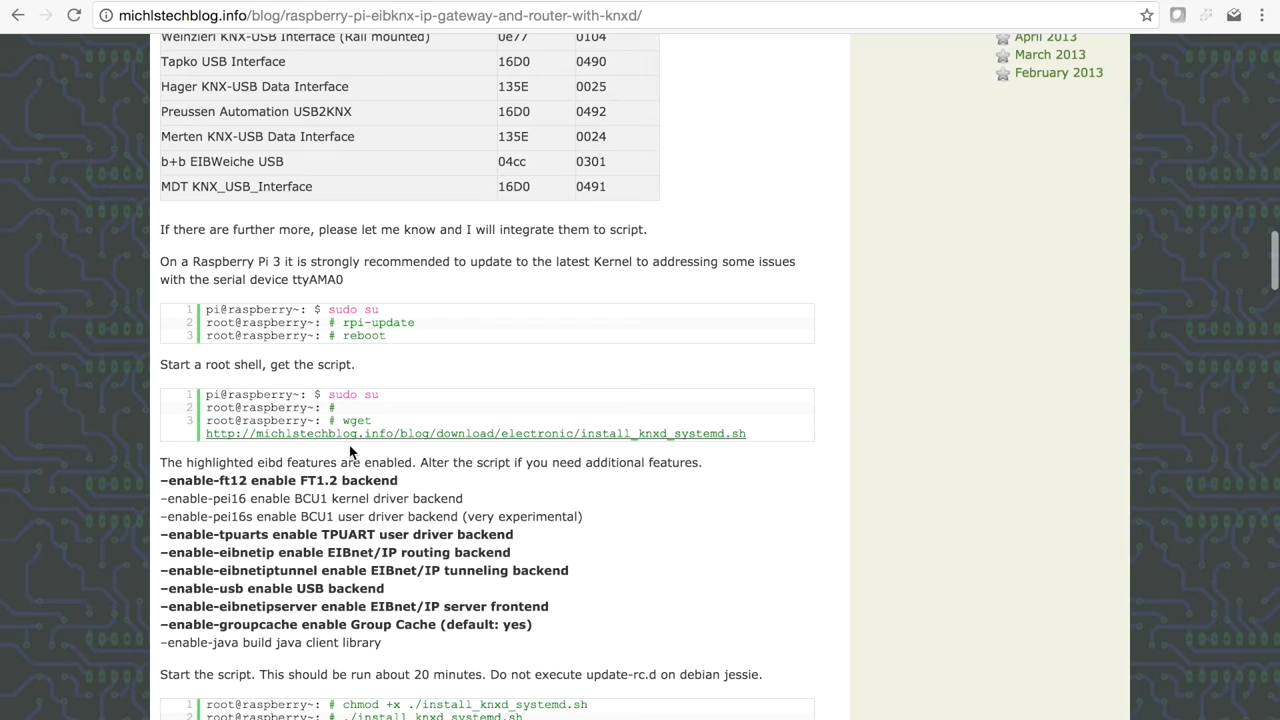 michlstechblog.info/blog/raspberry-pi-eibknx-ip-gateway-and-router-with-knxd/
Weinzierl KNX-USB Interface (Rail mounted) 0e77 0104
Tapko USB Interface 16D0 0490
Hager KNX-USB Data Interface 135E 0025
Preussen Automation USB2KNX 16D0 0492
Merten KNX-USB Data Interface 135E 0024
b+b EIBWeiche USB 04cc 0301
MDT KNX_USB_Interface 16D0 0491
April 2013
March 2013
February 2013
If there are further more, please let me know and I will integrate them to script.
On a Raspberry Pi 3 it is strongly recommended to update to the latest Kernel to addressing some issues
with the serial device ttyAMA0
1 pi@raspberry~: $ sudo su
2 root@raspberry~: # rpi-update
3 root@raspberry~: # reboot
Start a root shell, get the script.
1 pi@raspberry~: $ sudo su
2 root@raspberry~: #
3 root@raspberry~: # wget
http://michlstechblog.info/blog/download/electronic/install_knxd_systemd.sh
The highlighted eibd features are enabled. Alter the script if you need additional features.
–enable-ft12 enable FT1.2 backend
–enable-pei16 enable BCU1 kernel driver backend
–enable-pei16s enable BCU1 user driver backend (very experimental)
–enable-tpuarts enable TPUART user driver backend
–enable-eibnetip enable EIBnet/IP routing backend
–enable-eibnetiptunnel enable EIBnet/IP tunneling backend
–enable-usb enable USB backend
–enable-eibnetipserver enable EIBnet/IP server frontend
–enable-groupcache enable Group Cache (default: yes)
–enable-java build java client library
Start the script. This should be run about 20 minutes. Do not execute update-rc.d on debian jessie.
1 root@raspberry~: # chmod +x ./install_knxd_systemd.sh
2 root@raspberry~: # ./install_knxd_systemd.sh